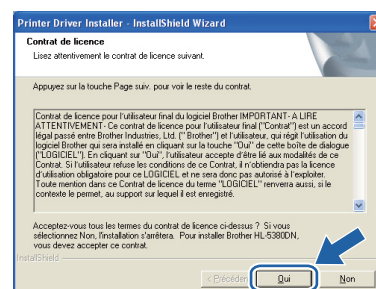 Printer Driver Installer - InstallShield Wizard
Contrat de licence
Lisez attentivement le contrat de licence suivant.
Appuyez sur la touche Page suiv. pour voir le reste du contrat.
Contrat de licence pour l'utilisateur final du logiciel Brother IMPORTANT- A LIRE
ATTENTIVEMENT- Ce contrat de licence pour l'utilisateur final ("Contrat") est un accord
légal passé entre Brother Industries, Ltd. (" Brother") et l'utilisateur, qui régit l'utilisation du
logiciel Brother qui sera installé en cliquant sur la touche "Oui" de cette boîte de dialogue
("LOGICIEL"). En cliquant sur "Oui", l'utilisateur accepte d'être lié aux modalités de ce
Contrat. Si l'utilisateur refuse les conditions de ce Contrat, il n'obtiendra pas la licence
d'utilisation obligatoire pour ce LOGICIEL et ne sera donc pas autorisé à l'exploiter.
Toute mention dans ce Contrat de licence du terme "LOGICIEL" renverra aussi, si le
contexte le permet, au support sur lequel il est enregistré.
Acceptez-vous tous les termes du contrat de licence ci-dessus ? Si vous
sélectionnez Non, l'installation s'arrêtera. Pour installer Brother HL-5380DN,
vous devez accepter ce contrat.
InstallShield
< Précéden Oui Non